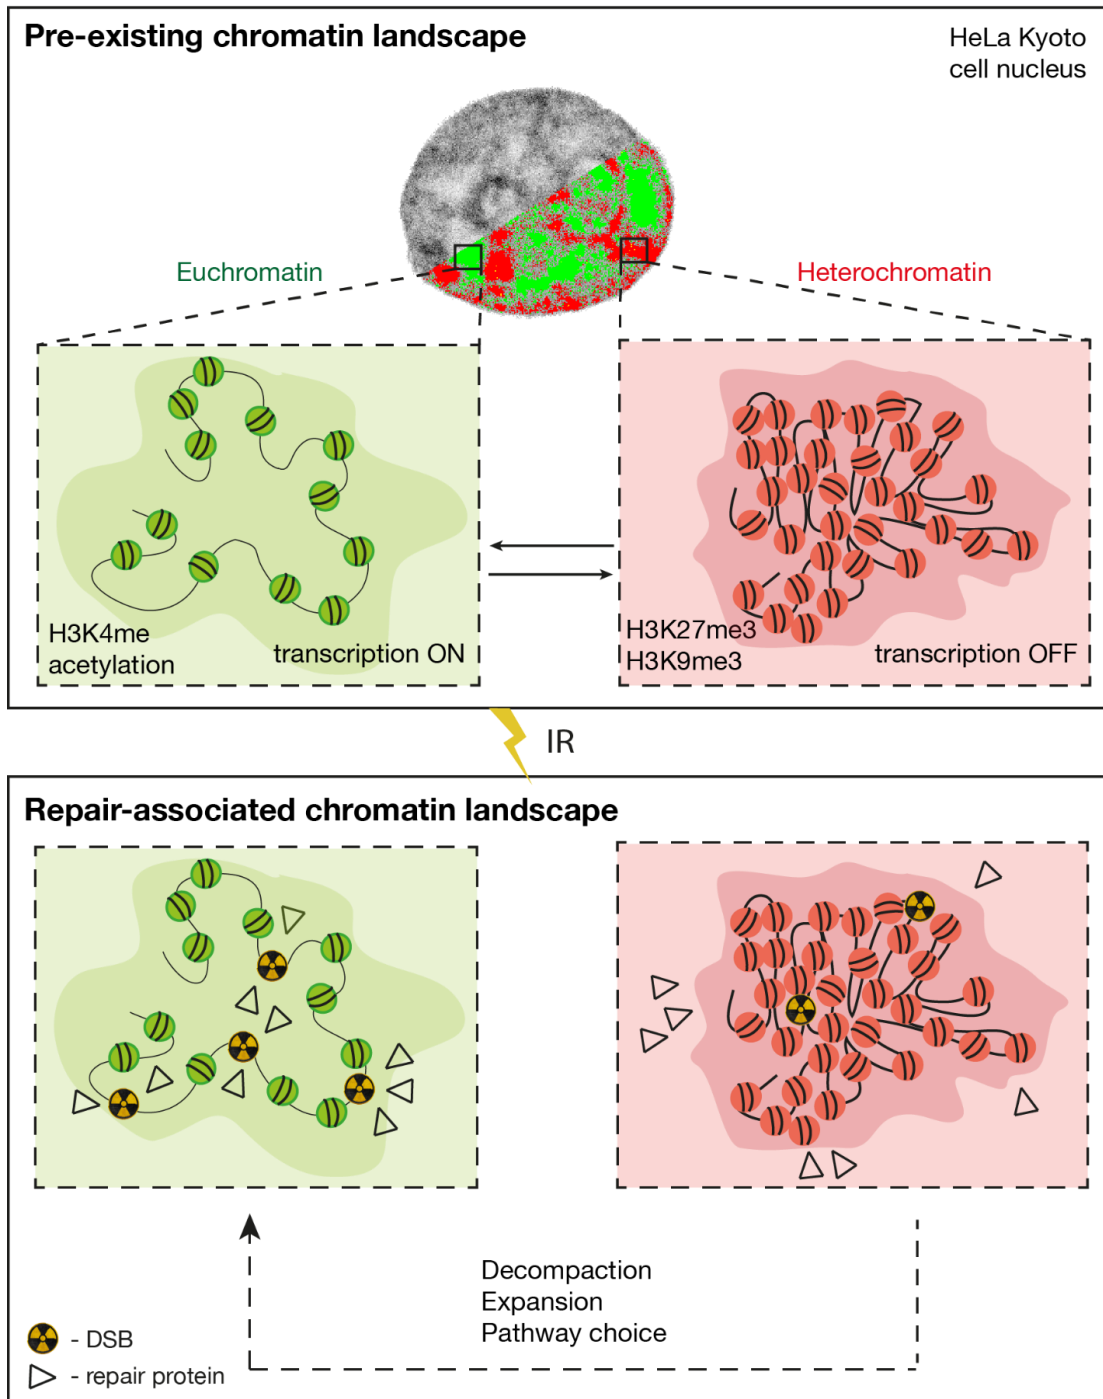 Pre-existing chromatin landscape
HeLa Kyoto
cell nucleus
Euchromatin
Heterochromatin
H3K4me
acetylation
transcription ON
H3K27me3
H3K9me3
transcription OFF
IR
Repair-associated chromatin landscape
Decompaction
Expansion
Pathway choice
- DSB
- repair protein